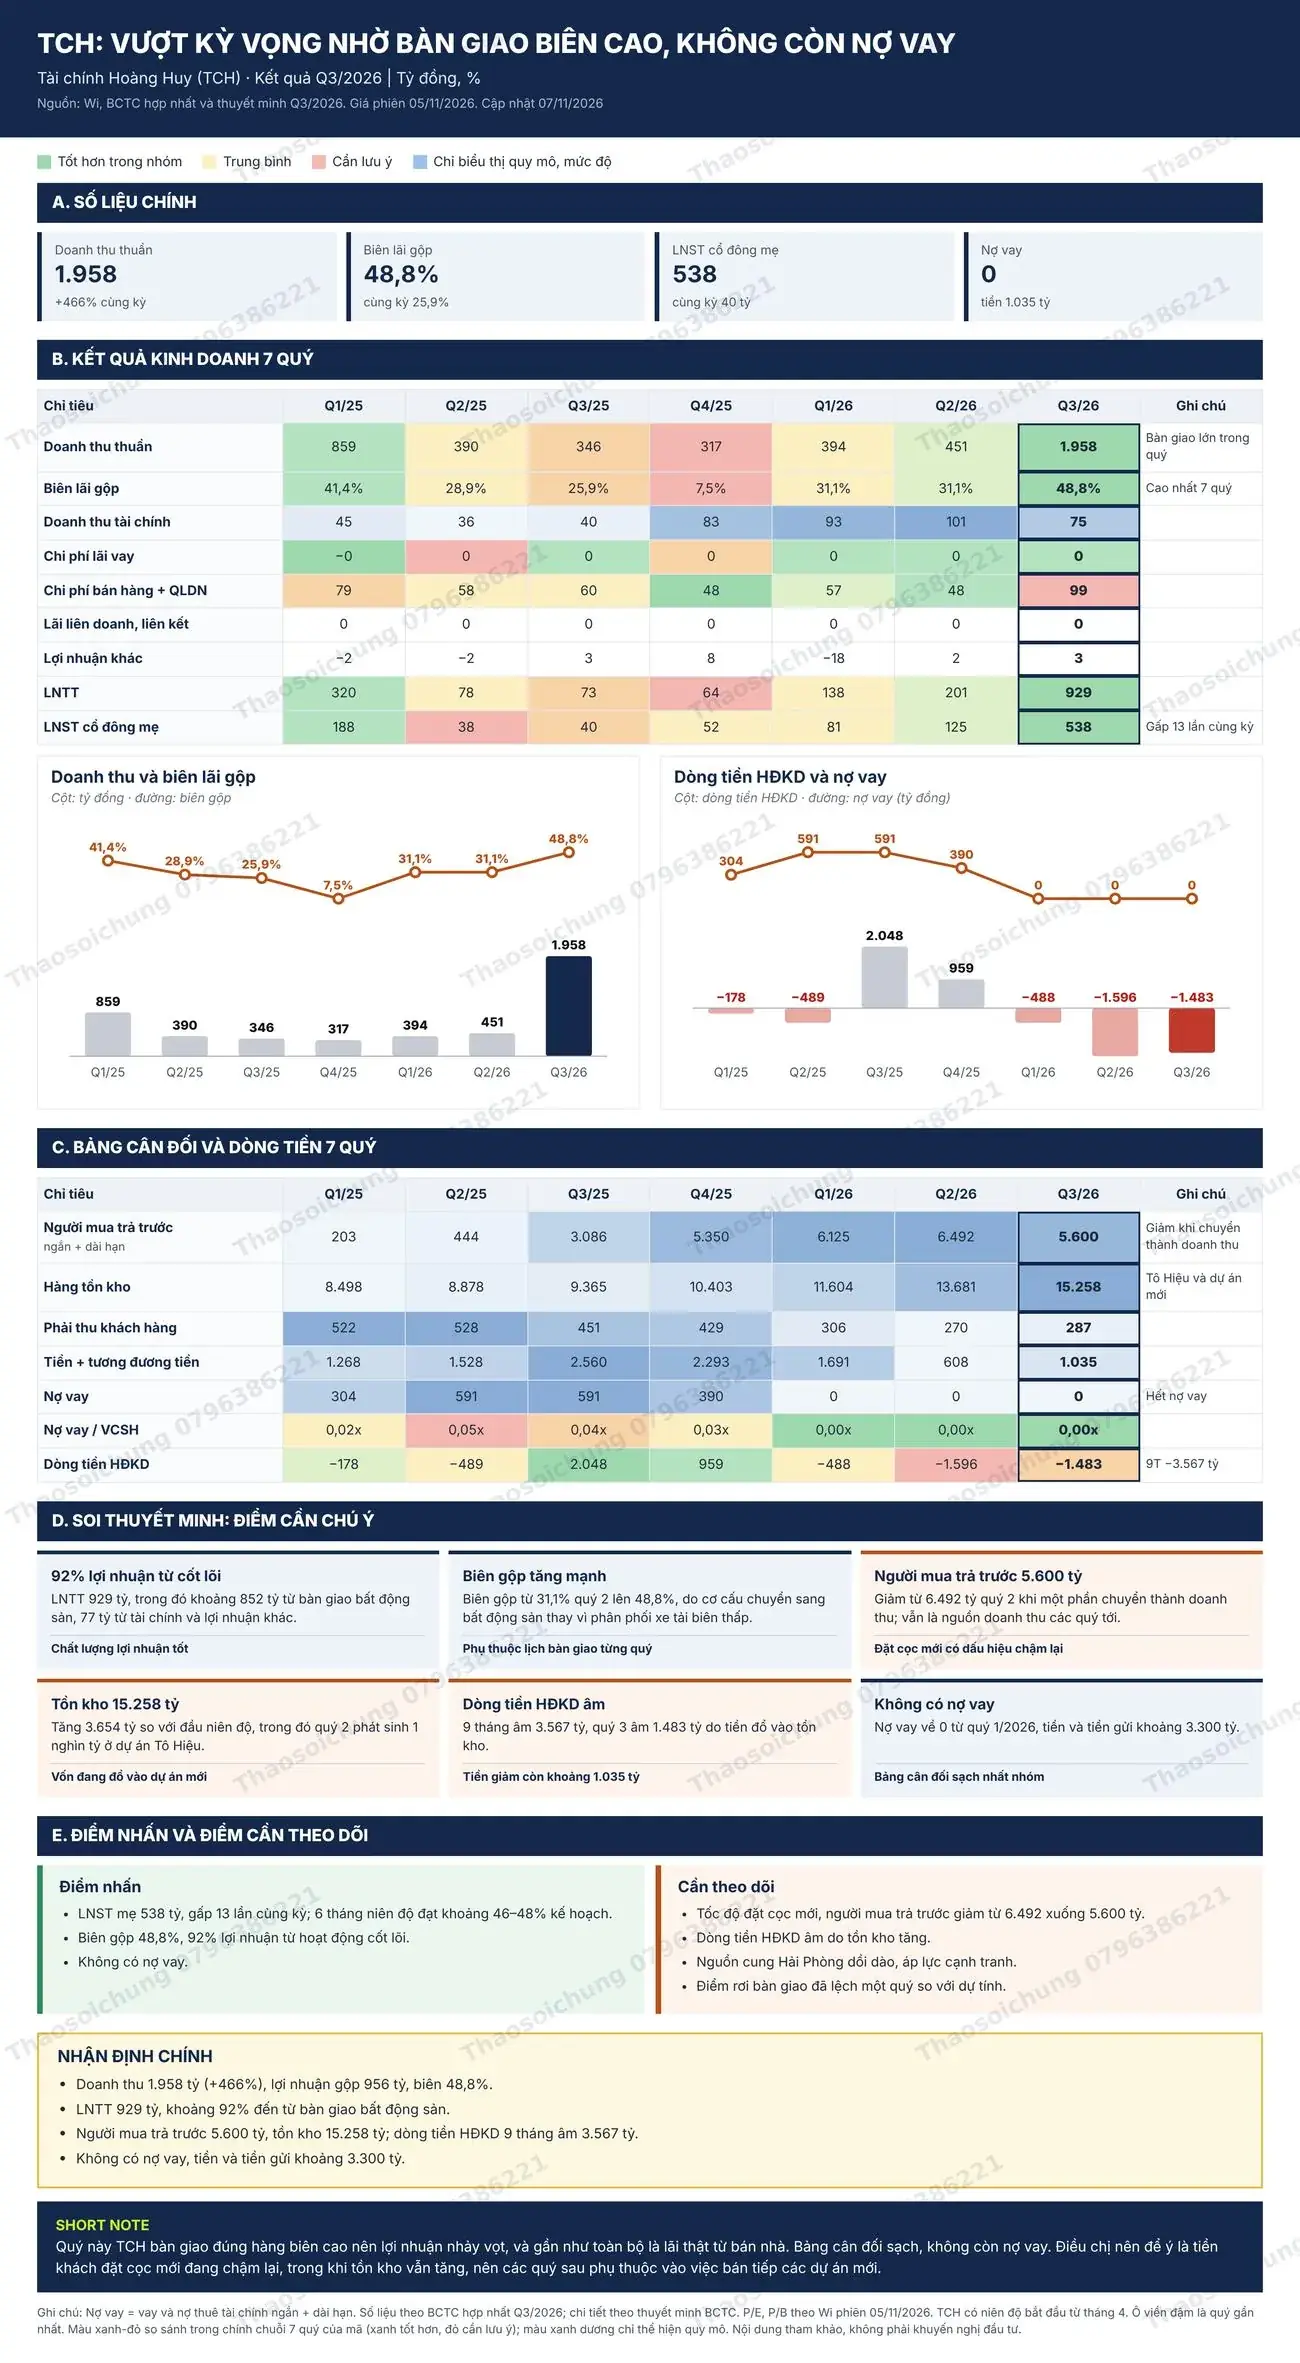 TCH: VƯỢT KỲ VỌNG NHỜ BÀN GIAO BIÊN CAO, KHÔNG CÒN NỢ VAY
Tài chính Hoàng Huy (TCH) · Kết quả Q3/2026 | Tỷ đồng, %
Nguồn: Wi, BCTC hợp nhất và thuyết minh Q3/2026. Giá phiên 05/11/2026. Cập nhật 07/11/2026
Tốt hơn trong nhóm Trung bình Cần lưu ý Chỉ biểu thị quy mô, mức độ
A. SỐ LIỆU CHÍNH
Doanh thu thuần Biên lãi gộp LNST cổ đông mẹ Nợ vay
1.958 48,8% 538 0
+466% cùng kỳ cùng kỳ 25,9% cùng kỳ 40 tỷ tiền 1.035 tỷ
B. KẾT QUẢ KINH DOANH 7 QUÝ
Chỉ tiêu Q1/25 Q2/25 Q3/25 Q4/25 Q1/26 Q2/26 Q3/26 Ghi chú
Doanh thu thuần 859 390 346 317 394 451 1.958 Bàn giao lớn trong
quý
Biên lãi gộp 41,4% 28,9% 25,9% 7,5% 31,1% 31,1% 48,8% Cao nhất 7 quý
Doanh thu tài chính 45 36 40 83 93 101 75
Chi phí lãi vay −0 0 0 0 0 0 0
Chi phí bán hàng + QLDN 79 58 60 48 57 48 99
Lãi liên doanh, liên kết 0 0 0 0 0 0 0
Lợi nhuận khác −2 −2 3 8 −18 2 3
LNTT 320 78 73 64 138 201 929
LNST cổ đông mẹ 188 38 40 52 81 125 538 Gấp 13 lần cùng kỳ
Doanh thu và biên lãi gộp
Cột: tỷ đồng · đường: biên gộp
41,4% 28,9% 25,9% 7,5% 31,1% 31,1% 48,8%
859 390 346 317 394 451 1.958
Q1/25 Q2/25 Q3/25 Q4/25 Q1/26 Q2/26 Q3/26
Dòng tiền HĐKD và nợ vay
Cột: dòng tiền HĐKD · đường: nợ vay (tỷ đồng)
304 591 591 390 0 0 0
−178 −489 2.048 959 −488 −1.596 −1.483
Q1/25 Q2/25 Q3/25 Q4/25 Q1/26 Q2/26 Q3/26
C. BẢNG CÂN ĐỐI VÀ DÒNG TIỀN 7 QUÝ
Chỉ tiêu Q1/25 Q2/25 Q3/25 Q4/25 Q1/26 Q2/26 Q3/26 Ghi chú
Người mua trả trước 203 444 3.086 5.350 6.125 6.492 5.600 Giảm khi chuyển
ngắn + dài hạn thành doanh thu
Hàng tồn kho 8.498 8.878 9.365 10.403 11.604 13.681 15.258 Tô Hiệu và dự án
mới
Phải thu khách hàng 522 528 451 429 306 270 287
Tiền + tương đương tiền 1.268 1.528 2.560 2.293 1.691 608 1.035
Nợ vay 304 591 591 390 0 0 0 Hết nợ vay
Nợ vay / VCSH 0,02x 0,05x 0,04x 0,03x 0,00x 0,00x 0,00x
Dòng tiền HĐKD −178 −489 2.048 959 −488 −1.596 −1.483 9T −3.567 tỷ
D. SOI THUYẾT MINH: ĐIỂM CẦN CHÚ Ý
92% lợi nhuận từ cốt lõi
LNTT 929 tỷ, trong đó khoảng 852 tỷ từ bàn giao bất động
sản, 77 tỷ từ tài chính và lợi nhuận khác.
Chất lượng lợi nhuận tốt
Biên gộp tăng mạnh
Biên gộp từ 31,1% quý 2 lên 48,8%, do cơ cấu chuyển sang
bất động sản thay vì phân phối xe tải biên thấp.
Phụ thuộc lịch bàn giao từng quý
Người mua trả trước 5.600 tỷ
Giảm từ 6.492 tỷ quý 2 khi một phần chuyển thành doanh
thu; vẫn là nguồn doanh thu các quý tới.
Đặt cọc mới có dấu hiệu chậm lại
Tồn kho 15.258 tỷ
Tăng 3.654 tỷ so với đầu niên độ, trong đó quý 2 phát sinh 1
nghìn tỷ ở dự án Tô Hiệu.
Vốn đang đổ vào dự án mới
Dòng tiền HĐKD âm
9 tháng âm 3.567 tỷ, quý 3 âm 1.483 tỷ do tiền đổ vào tồn
kho.
Tiền giảm còn khoảng 1.035 tỷ
Không có nợ vay
Nợ vay về 0 từ quý 1/2026, tiền và tiền gửi khoảng 3.300 tỷ.
Bảng cân đối sạch nhất nhóm
E. ĐIỂM NHẤN VÀ ĐIỂM CẦN THEO DÕI
Điểm nhấn
• LNST mẹ 538 tỷ, gấp 13 lần cùng kỳ; 6 tháng niên độ đạt khoảng 46–48% kế hoạch.
• Biên gộp 48,8%, 92% lợi nhuận từ hoạt động cốt lõi.
• Không có nợ vay.
Cần theo dõi
• Tốc độ đặt cọc mới, người mua trả trước giảm từ 6.492 xuống 5.600 tỷ.
• Dòng tiền HĐKD âm do tồn kho tăng.
• Nguồn cung Hải Phòng dồi dào, áp lực cạnh tranh.
• Điểm rơi bàn giao đã lệch một quý so với dự tính.
NHẬN ĐỊNH CHÍNH
• Doanh thu 1.958 tỷ (+466%), lợi nhuận gộp 956 tỷ, biên 48,8%.
• LNTT 929 tỷ, khoảng 92% đến từ bàn giao bất động sản.
• Người mua trả trước 5.600 tỷ, tồn kho 15.258 tỷ; dòng tiền HĐKD 9 tháng âm 3.567 tỷ.
• Không có nợ vay, tiền và tiền gửi khoảng 3.300 tỷ.
SHORT NOTE
Quý này TCH bàn giao đúng hàng biên cao nên lợi nhuận nhảy vọt, và gần như toàn bộ là lãi thật từ bán nhà. Bảng cân đối sạch, không còn nợ vay. Điều chị nên để ý là tiền
khách đặt cọc mới đang chậm lại, trong khi tồn kho vẫn tăng, nên các quý sau phụ thuộc vào việc bán tiếp các dự án mới.
Ghi chú: Nợ vay = vay và nợ thuê tài chính ngắn + dài hạn. Số liệu theo BCTC hợp nhất Q3/2026; chi tiết theo thuyết minh BCTC. P/E, P/B theo Wi phiên 05/11/2026. TCH có niên độ bắt đầu từ tháng 4. Ô viền đậm là quý gần
nhất. Màu xanh-đỏ so sánh trong chính chuỗi 7 quý của mã (xanh tốt hơn, đỏ cần lưu ý); màu xanh dương chỉ thể hiện quy mô. Nội dung tham khảo, không phải khuyến nghị đầu tư.
Thaosoichung 0796386221